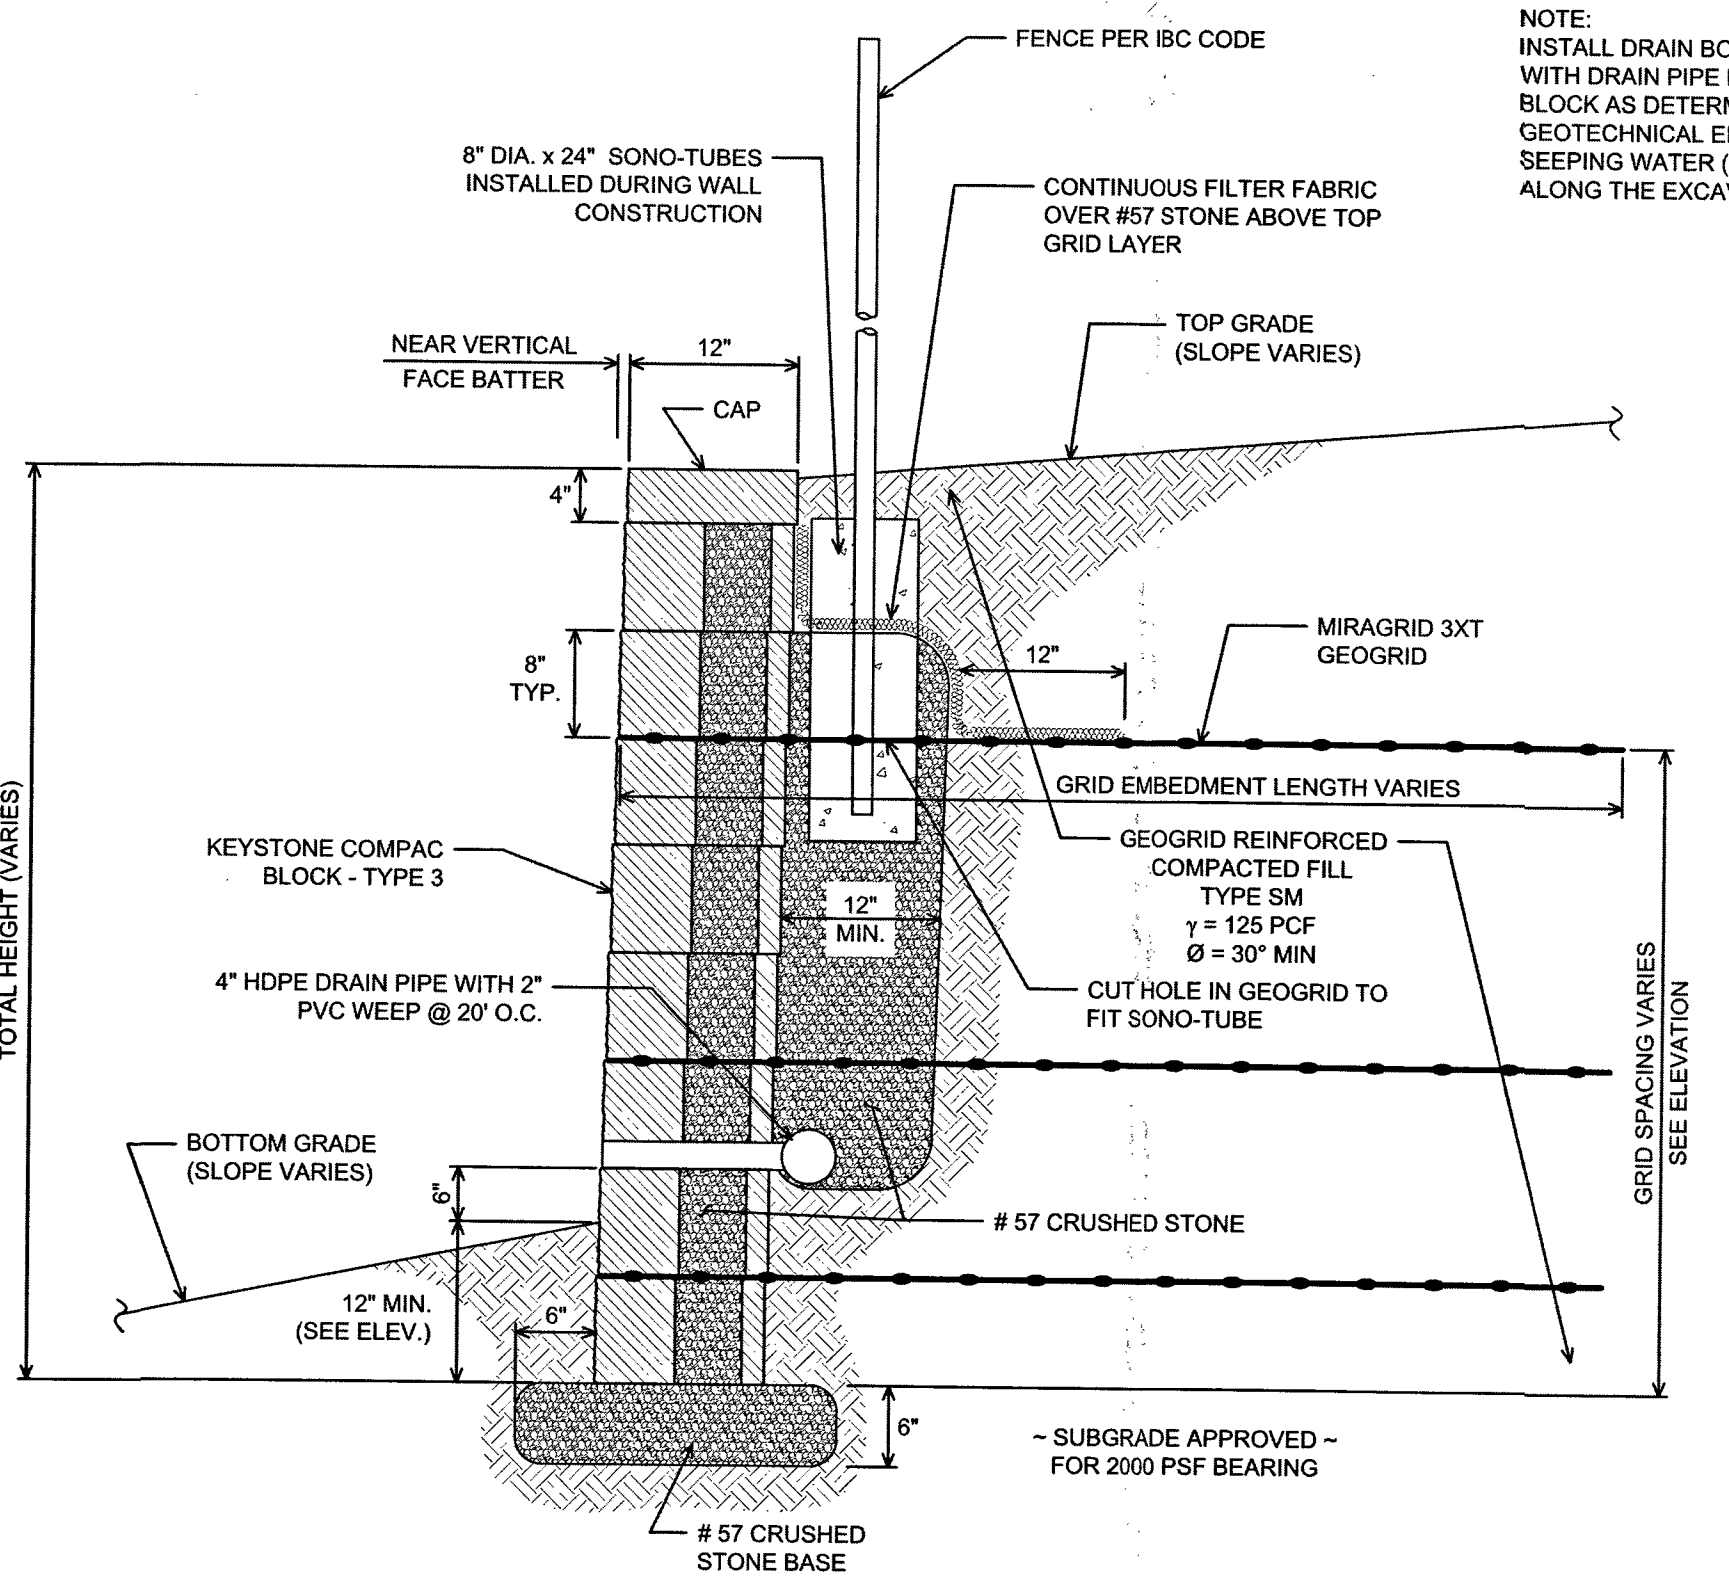 FENCE PER IBC CODE
NOTE:
INSTALL DRAIN
WITH DRAIN PIPE
BLOCK AS
GEOTECHNICAL
SEEPING WATER (
ALONG THE
8" DIA. x 24" SONO-TUBES
INSTALLED DURING WALL
CONSTRUCTION
CONTINUOUS FILTER FABRIC
OVER #57 STONE ABOVE TOP
GRID LAYER
TOP GRADE
(SLOPE VARIES)
NEAR VERTICAL
FACE BATTER
12"
CAP
4"
8"
TYP.
12"
MIRAGRID 3XT
GEOGRID
GRID EMBEDMENT LENGTH VARIES
TOTAL HEIGHT (VARIES)
KEYSTONE COMPAC
BLOCK - TYPE 3
GEOGRID REINFORCED
COMPACTED FILL
TYPE SM
γ = 125 PCF
Ø = 30° MIN
12"
MIN.
4" HDPE DRAIN PIPE WITH 2"
PVC WEEP @ 20' O.C.
CUT HOLE IN GEOGRID TO
FIT SONO-TUBE
GRID SPACING VARIES
SEE ELEVATION
BOTTOM GRADE
(SLOPE VARIES)
6"
# 57 CRUSHED STONE
12" MIN.
(SEE ELEV.)
6"
6"
~ SUBGRADE APPROVED ~
FOR 2000 PSF BEARING
# 57 CRUSHED
STONE BASE